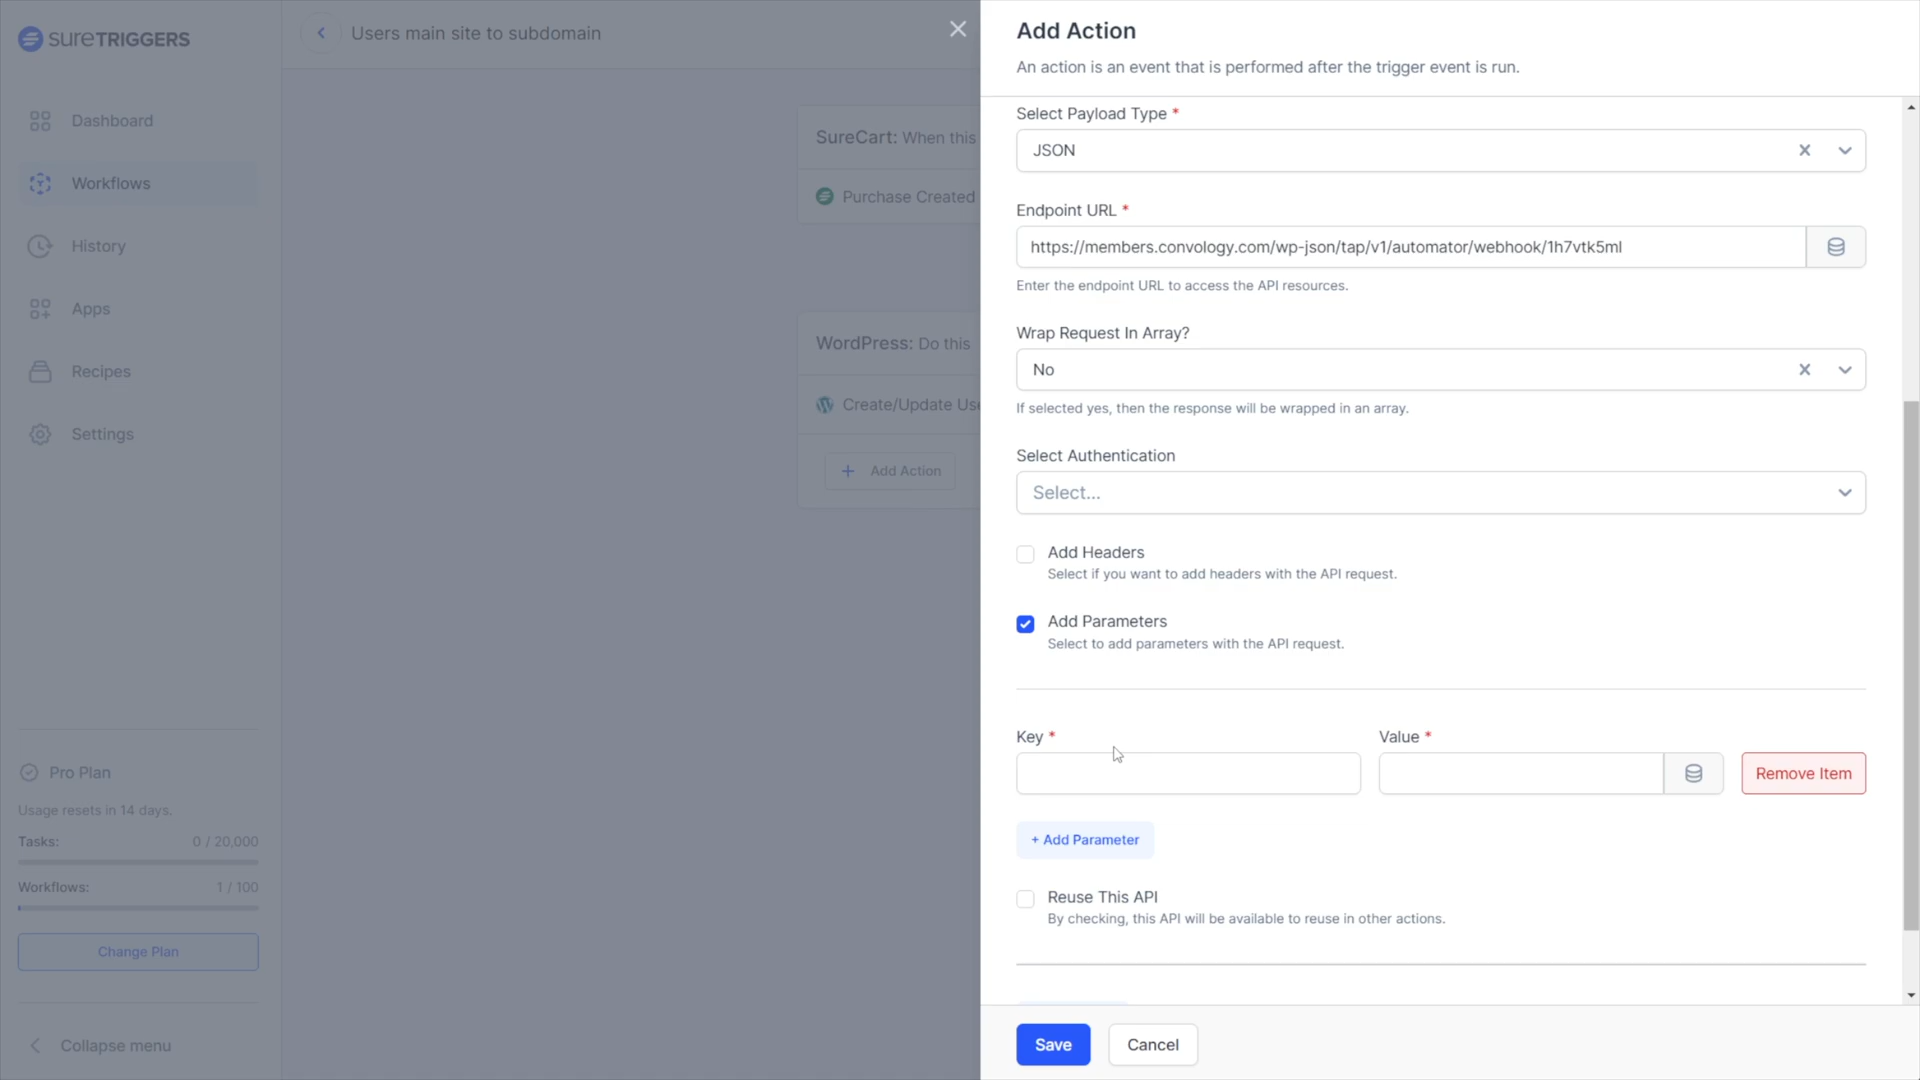 sureTRIGGERS
Dashboard
Workflows
History
Apps
Recipes
Settings
Pro Plan
Usage resets in 14 days.
Tasks: 0 / 20,000
Workflows: 1 / 100
Change Plan
Collapse menu
Users main site to subdomain
SureCart: When this
Purchase Created
WordPress: Do this
Create/Update Use
+ Add Action
Add Action
An action is an event that is performed after the trigger event is run.
Select Payload Type *
JSON
Endpoint URL *
https://members.convology.com/wp-json/tap/v1/automator/webhook/1h7vtk5ml
Enter the endpoint URL to access the API resources.
Wrap Request In Array?
No
If selected yes, then the response will be wrapped in an array.
Select Authentication
Select...
Add Headers
Select if you want to add headers with the API request.
Add Parameters
Select to add parameters with the API request.
Key * Value *
Remove Item
+ Add Parameter
Reuse This API
By checking, this API will be available to reuse in other actions.
Save Cancel